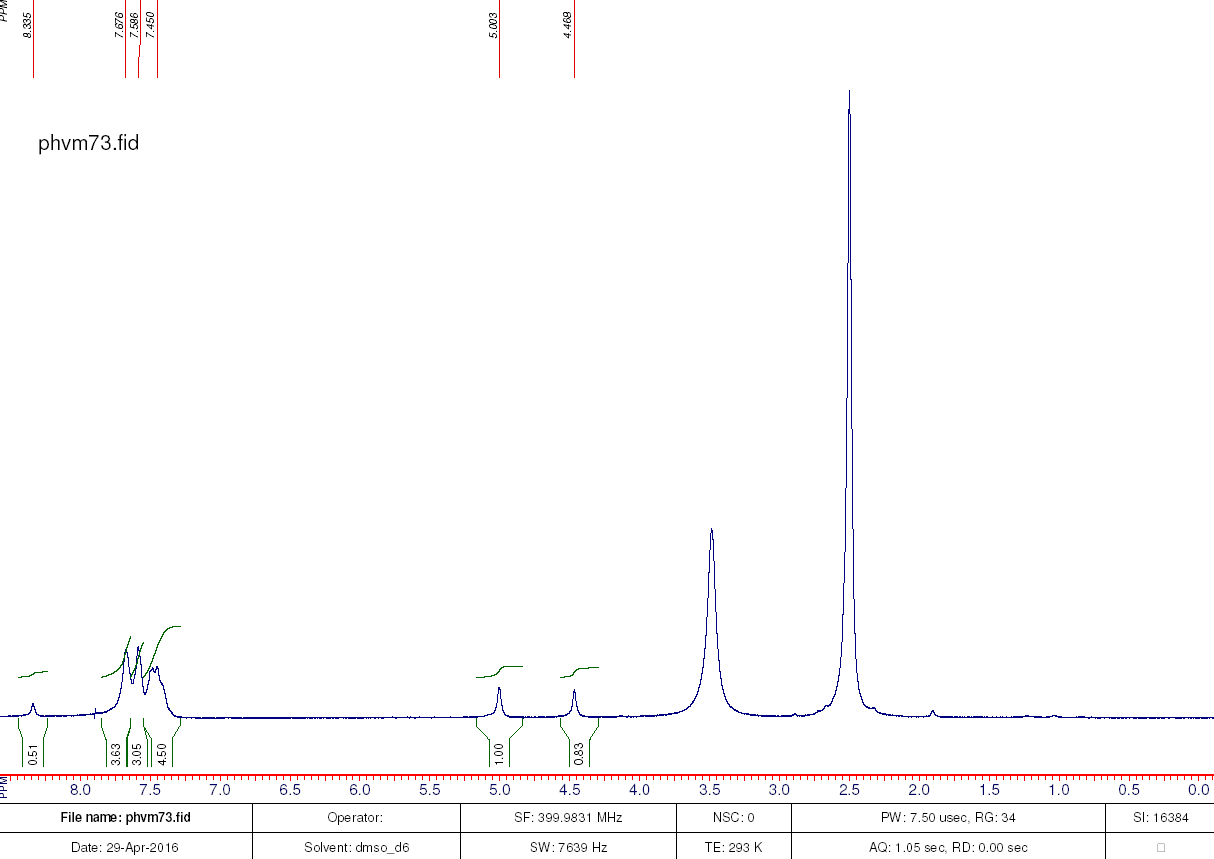 PPM
8.335
7.676
7.586
7.450
5.003
4.468
phvm73.fid
0.51
3.63
3.05
4.50
1.00
0.83
PPM
8.0 7.5 7.0 6.5 6.0 5.5 5.0 4.5 4.0 3.5 3.0 2.5 2.0 1.5 1.0 0.5 0.0
File name: phvm73.fid Operator: SF: 399.9831 MHz NSC: 0 PW: 7.50 usec, RG: 34 SI: 16384
Date: 29-Apr-2016 Solvent: dmso_d6 SW: 7639 Hz TE: 293 K AQ: 1.05 sec, RD: 0.00 sec